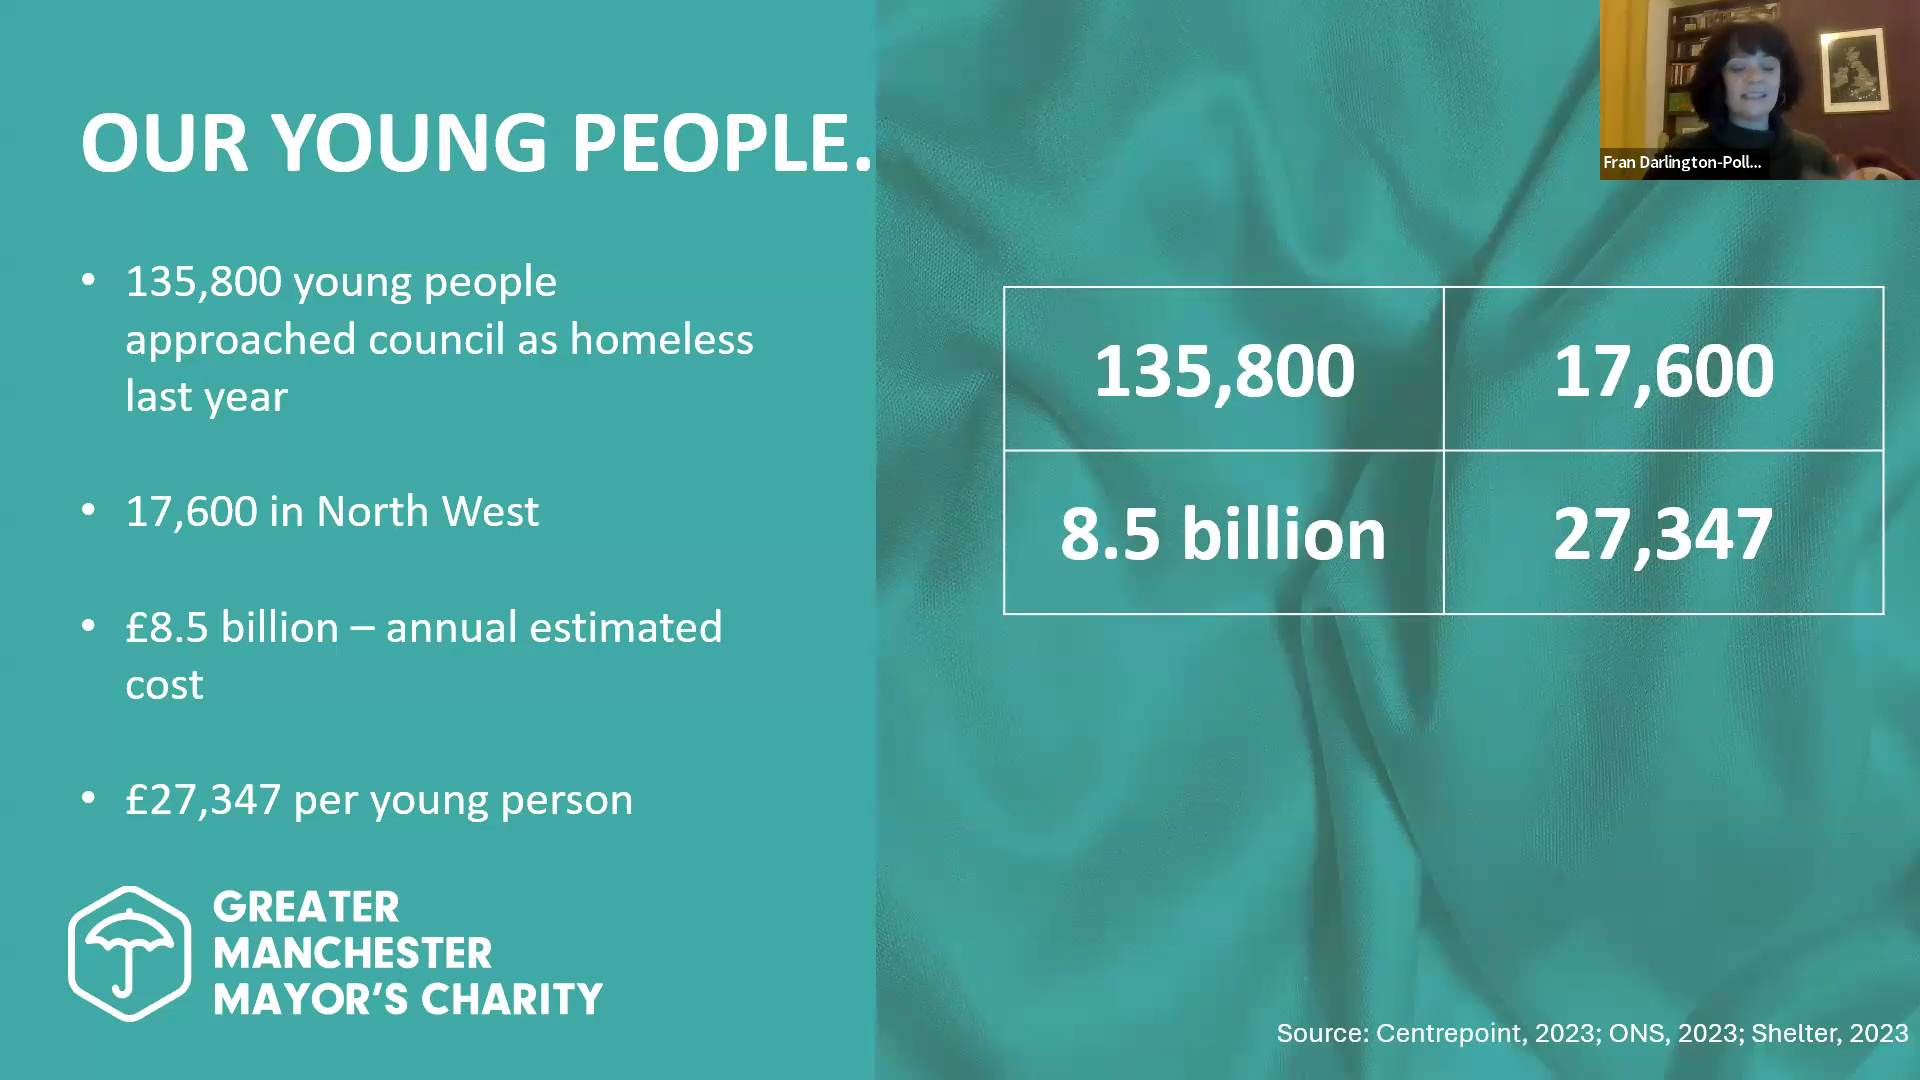 OUR YOUNG PEOPLE.
• 135,800 young people
approached council as homeless
last year
• 17,600 in North West
• £8.5 billion – annual estimated
cost
• £27,347 per young person
GREATER
MANCHESTER
MAYOR'S CHARITY
Fran Darlington-Poll...
135,800 17,600
8.5 billion 27,347
Source: Centrepoint, 2023; ONS, 2023; Shelter, 2023